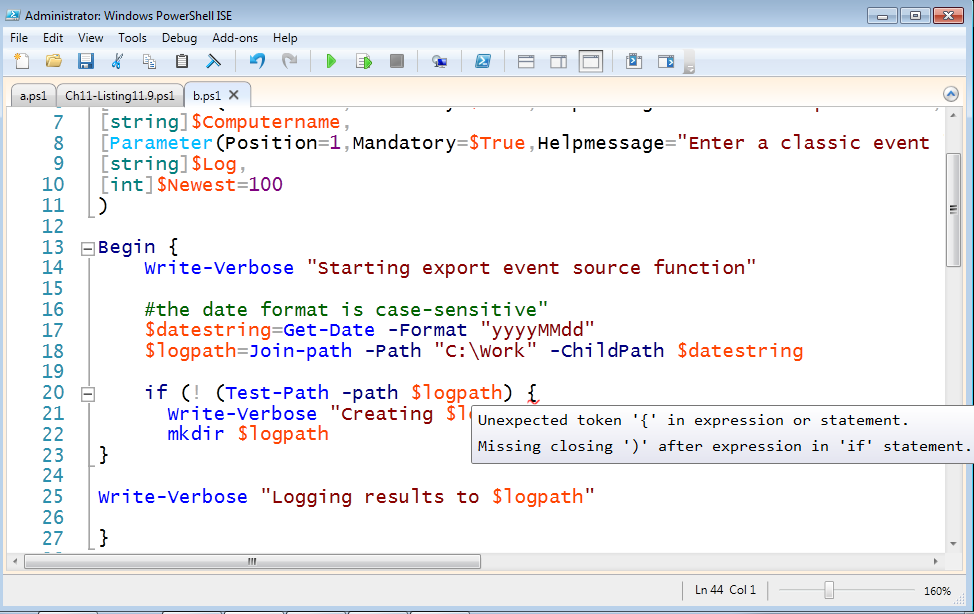 Administrator: Windows PowerShell ISE
File Edit View Tools Debug Add-ons Help
a.ps1 Ch11-Listing11.9.ps1 b.ps1
7 [string]$Computername,
8 [Parameter(Position=1,Mandatory=$True,Helpmessage="Enter a classic event
9 [string]$Log,
10 [int]$Newest=100
11 )
12
13 Begin {
14 Write-Verbose "Starting export event source function"
15
16 #the date format is case-sensitive"
17 $datestring=Get-Date -Format "yyyyMMdd"
18 $logpath=Join-path -Path "C:\Work" -ChildPath $datestring
19
20 if (! (Test-Path -path $logpath) {
21 Write-Verbose "Creating
Unexpected token '{' in expression or statement.
22 mkdir $logpath
Missing closing ')' after expression in 'if' statement.
23 }
24
25 Write-Verbose "Logging results to $logpath"
26
27 }
Ln 44 Col 1 160%